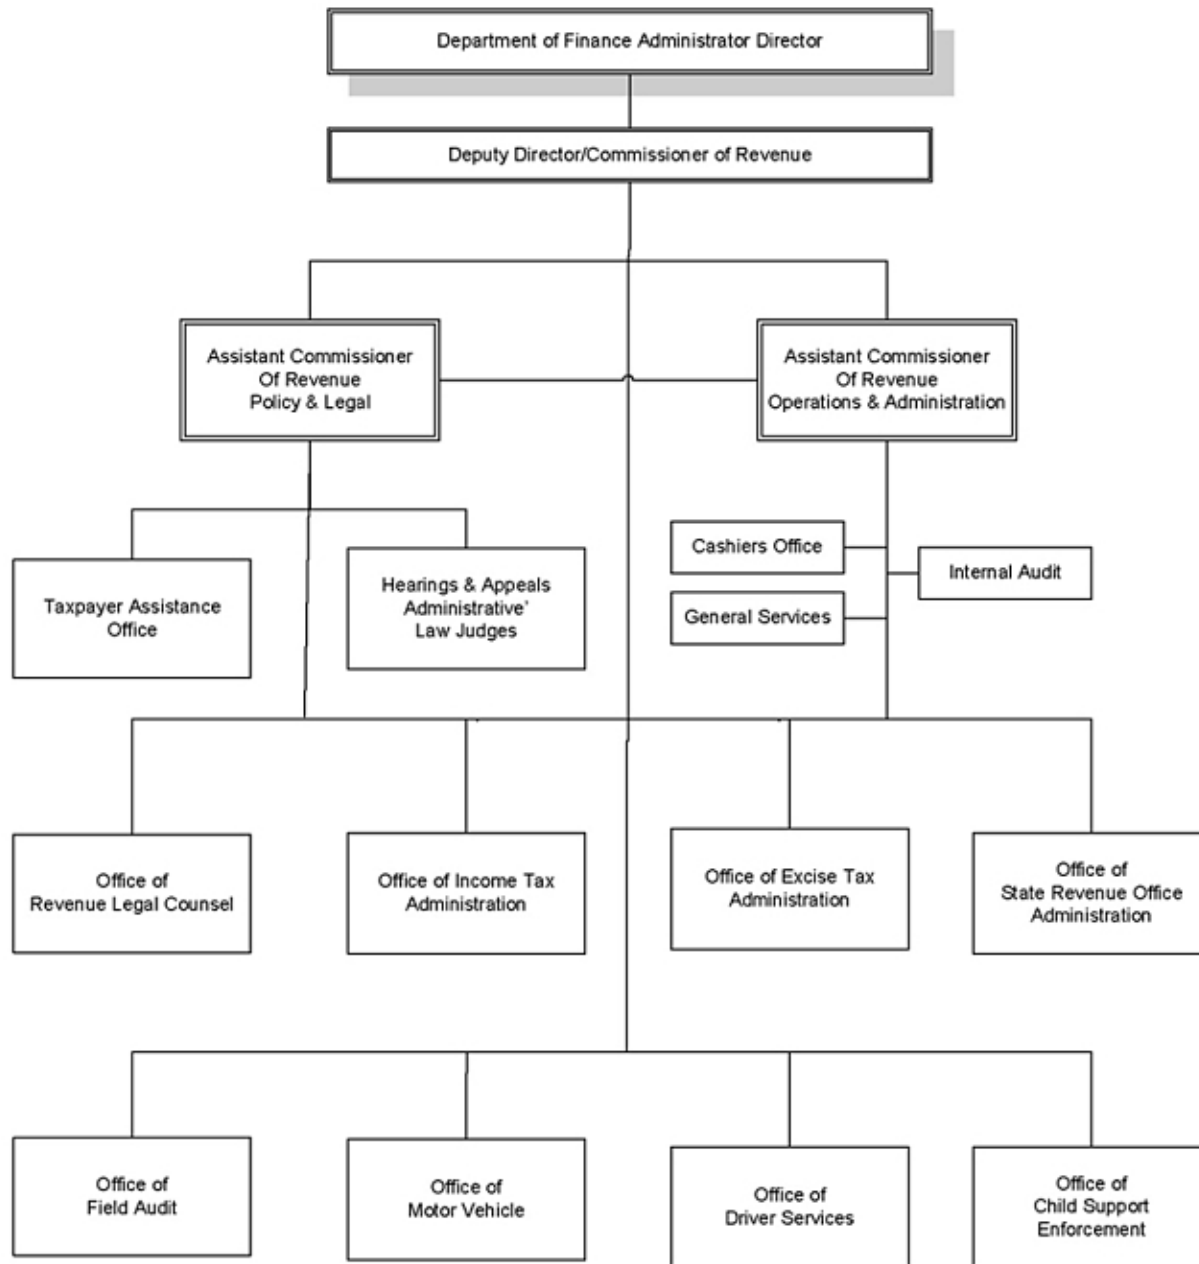 Department of Finance Administrator Director
Deputy Director/Commissioner of Revenue
Assistant Commissioner
Of Revenue
Policy & Legal
Assistant Commissioner
Of Revenue
Operations & Administration
Taxpayer Assistance
Office
Hearings & Appeals
Administrative'
Law Judges
Cashiers Office
Internal Audit
General Services
Office of
Revenue Legal Counsel
Office of Income Tax
Administration
Office of Excise Tax
Administration
Office of
State Revenue Office
Administration
Office of
Field Audit
Office of
Motor Vehicle
Office of
Driver Services
Office of
Child Support
Enforcement